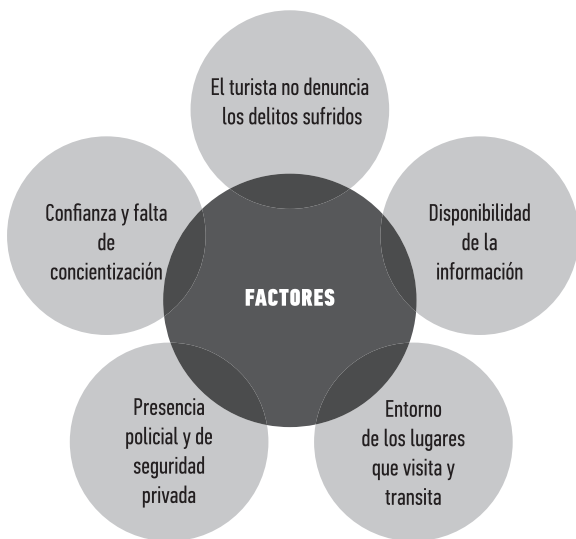 El turista no denuncia
los delitos sufridos
Confianza y falta
de
concientización
Disponibilidad
de la
información
FACTORES
Presencia
policial y de
seguridad
privada
Entorno
de los lugares
que visita y
transita